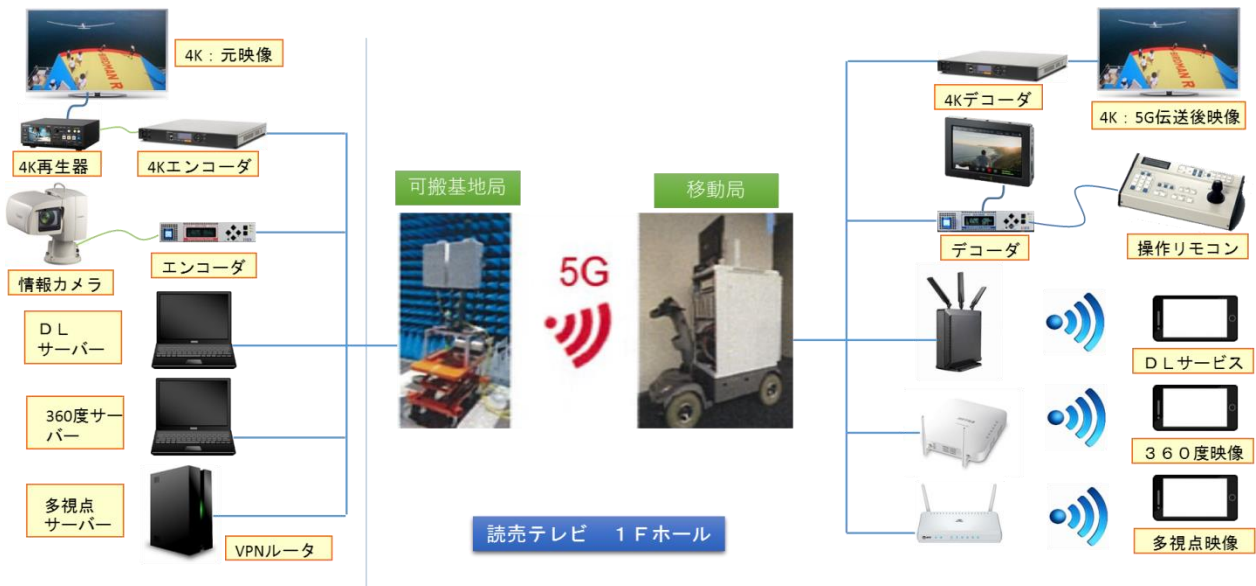 4K：元映像
4K再生器
4Kエンコーダ
情報カメラ
エンコーダ
ＤＬ
サーバー
360度サー
バー
多視点
サーバー
VPNルータ
可搬基地局
5G
移動局
読売テレビ　１Ｆホール
4Kデコーダ
BIRDMAN R
4K：5G伝送後映像
デコーダ
操作リモコン
ＤＬサービス
３６０度映像
多視点映像